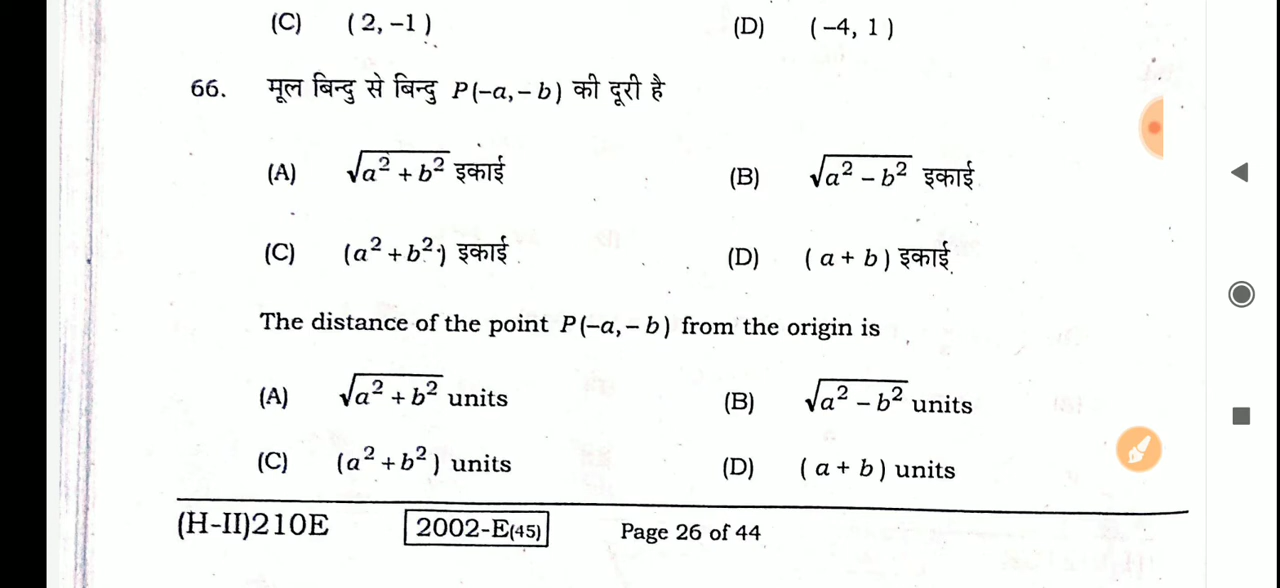 (C) (2, –1) (D) (–4, 1)
66. मूल बिन्दु से बिन्दु P(–a, – b) की दूरी है
(A) √(a² + b²) इकाई (B) √(a² – b²) इकाई
(C) (a² + b²) इकाई (D) (a + b) इकाई
The distance of the point P(–a, – b) from the origin is
(A) √(a² + b²) units (B) √(a² – b²) units
(C) (a² + b²) units (D) (a + b) units
(H-II)210E 2002-E(45) Page 26 of 44